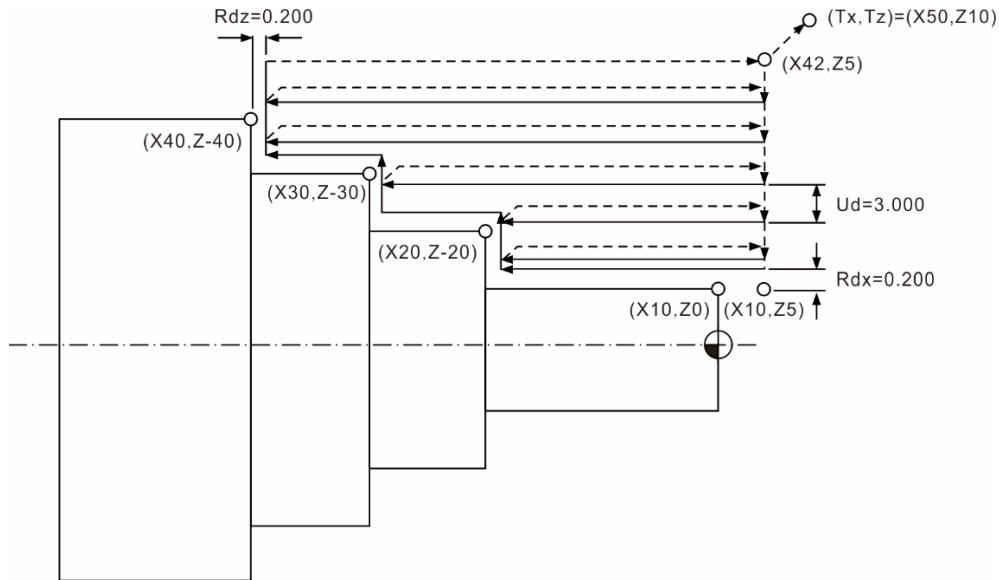 Rdz=0.200
(Tx,Tz)=(X50,Z10)
(X42,Z5)
(X40,Z-40)
(X30,Z-30)
Ud=3.000
(X20,Z-20)
Rdx=0.200
(X10,Z0)
(X10,Z5)